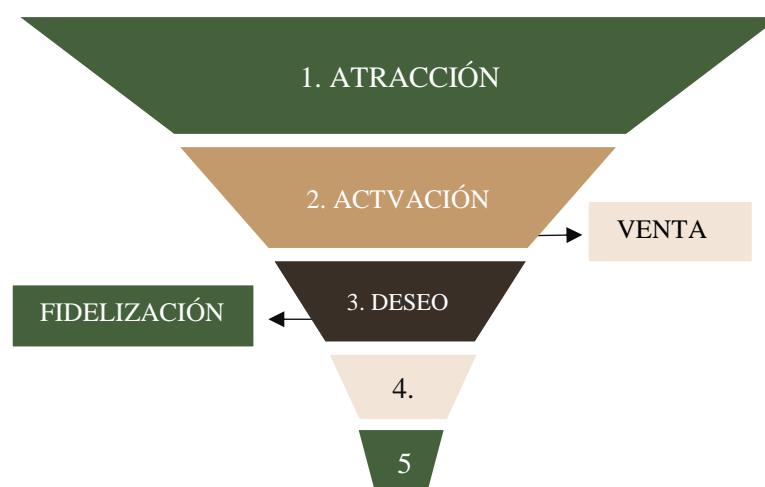 1. ATRACCIÓN
2. ACTVACIÓN
VENTA
3. DESEO
FIDELIZACIÓN
4.
5